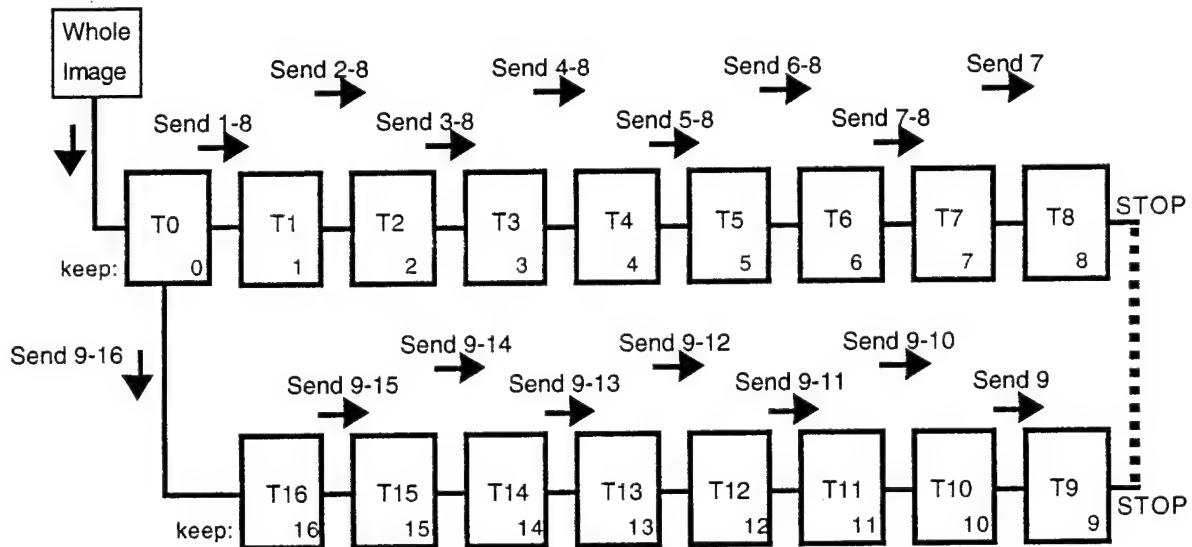 Whole
Image
Send 2-8
Send 4-8
Send 6-8
Send 7
Send 1-8
Send 3-8
Send 5-8
Send 7-8
T0
T1
T2
T3
T4
T5
T6
T7
T8
STOP
keep:
0
1
2
3
4
5
6
7
8
Send 9-16
Send 9-14
Send 9-12
Send 9-10
Send 9-15
Send 9-13
Send 9-11
Send 9
T16
T15
T14
T13
T12
T11
T10
T9
STOP
keep:
16
15
14
13
12
11
10
9